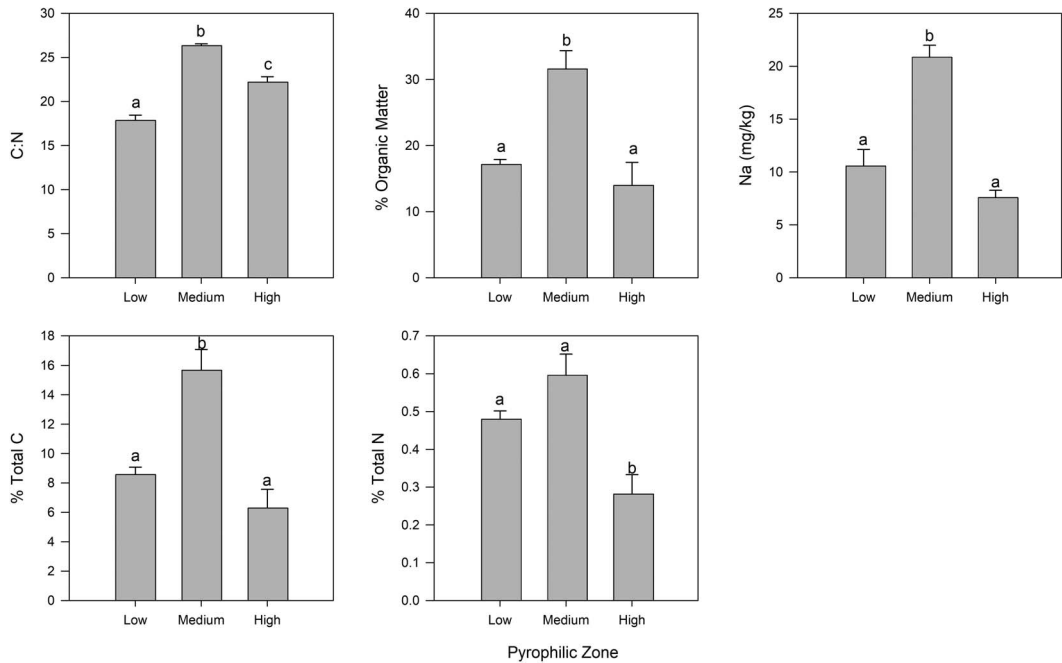 C:N
30
25
20
15
10
5
0
a
b
c
Low Medium High
% Organic Matter
40
30
20
10
0
a
b
a
Low Medium High
Na (mg/kg)
25
20
15
10
5
0
a
b
a
Low Medium High
% Total C
18
16
14
12
10
8
6
4
2
0
a
b
a
Low Medium High
% Total N
0.7
0.6
0.5
0.4
0.3
0.2
0.1
0.0
a
a
b
Low Medium High
Pyrophilic Zone